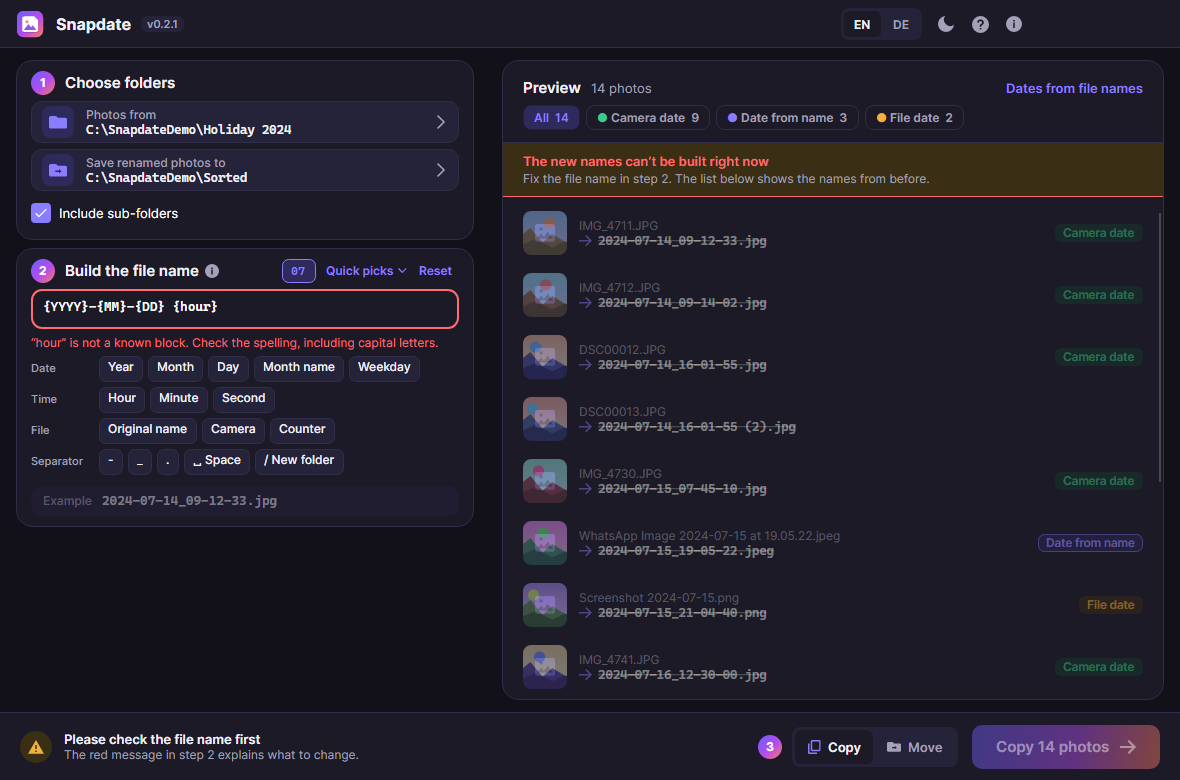 Snapdate v0.2.1
EN DE
1 Choose folders
Photos from
C:\SnapdateDemo\Holiday 2024
Save renamed photos to
C:\SnapdateDemo\Sorted
Include sub-folders
2 Build the file name 07 Quick picks Reset
{YYYY}-{MM}-{DD} {hour}
“hour” is not a known block. Check the spelling, including capital letters.
Date Year Month Day Month name Weekday
Time Hour Minute Second
File Original name Camera Counter
Separator - _ . ␣ Space / New folder
Example 2024-07-14_09-12-33.jpg
Preview 14 photos Dates from file names
All 14 Camera date 9 Date from name 3 File date 2
The new names can’t be built right now
Fix the file name in step 2. The list below shows the names from before.
IMG_4711.JPG
→ 2024-07-14_09-12-33.jpg Camera date
IMG_4712.JPG
→ 2024-07-14_09-14-02.jpg Camera date
DSC00012.JPG
→ 2024-07-14_16-01-55.jpg Camera date
DSC00013.JPG
→ 2024-07-14_16-01-55 (2).jpg
IMG_4730.JPG
→ 2024-07-15_07-45-10.jpg Camera date
WhatsApp Image 2024-07-15 at 19.05.22.jpeg
→ 2024-07-15_19-05-22.jpeg Date from name
Screenshot 2024-07-15.png
→ 2024-07-15_21-04-40.png File date
IMG_4741.JPG
→ 2024-07-16_12-30-00.jpg Camera date
Please check the file name first
The red message in step 2 explains what to change.
3 Copy Move Copy 14 photos →